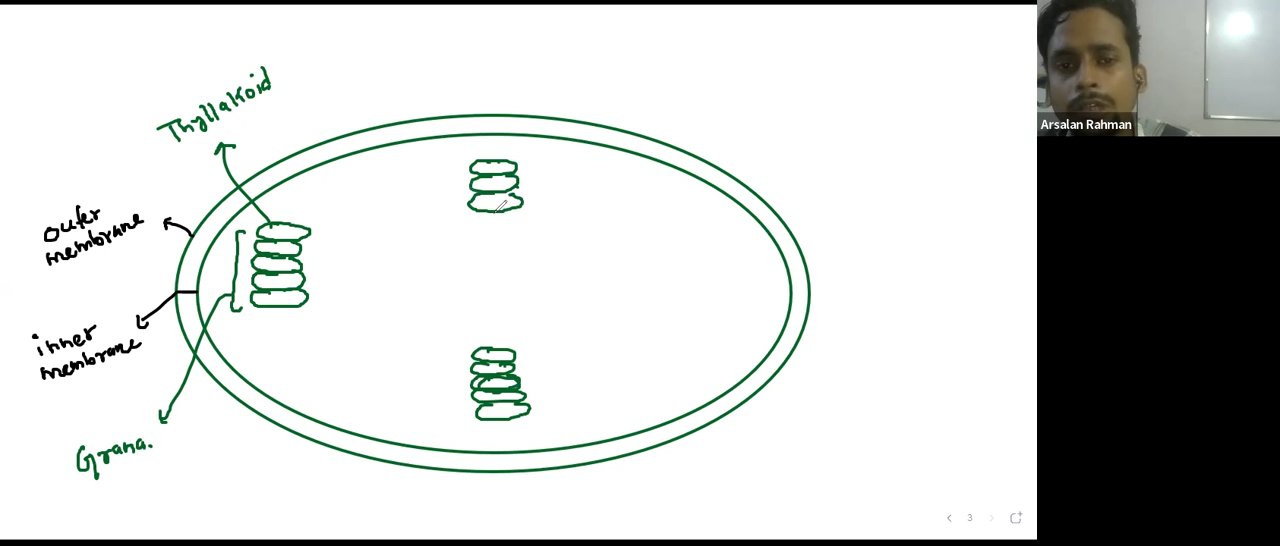 Thyllakoid
outer
membrane
inner
membrane
Grana.
Arsalan Rahman
3